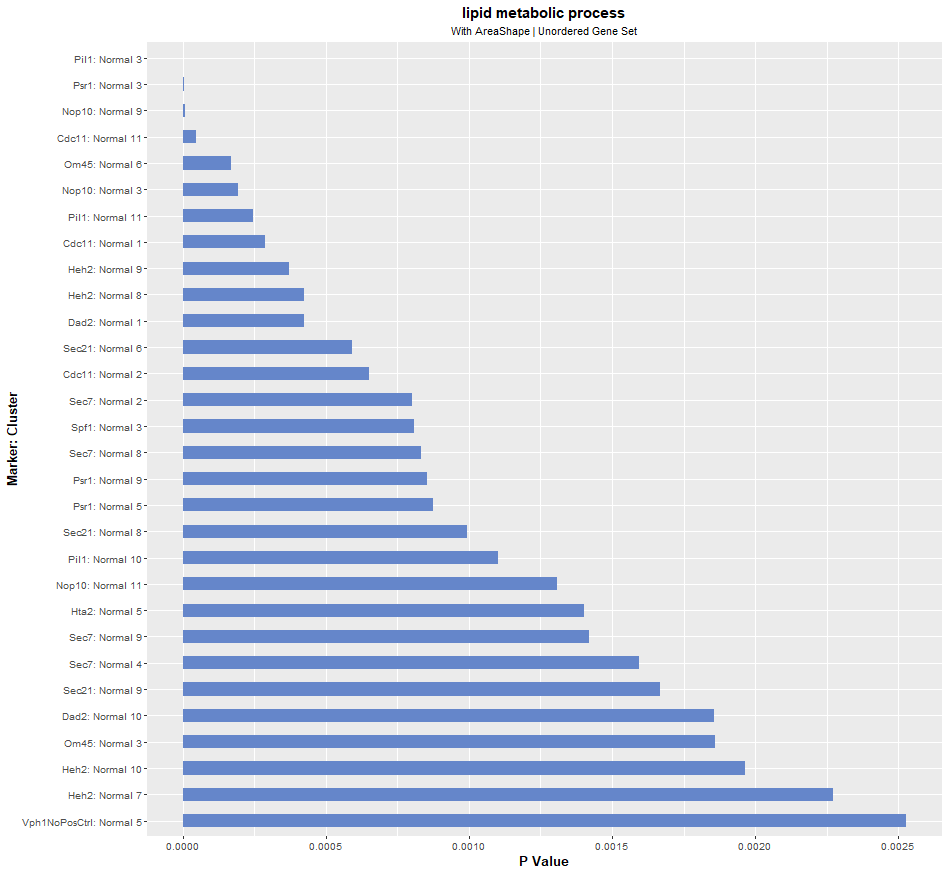 lipid metabolic process
With AreaShape | Unordered Gene Set
Marker: Cluster
Pil1: Normal 3
Psr1: Normal 3
Nop10: Normal 9
Cdc11: Normal 11
Om45: Normal 6
Nop10: Normal 3
Pil1: Normal 11
Cdc11: Normal 1
Heh2: Normal 9
Heh2: Normal 8
Dad2: Normal 1
Sec21: Normal 6
Cdc11: Normal 2
Sec7: Normal 2
Spf1: Normal 3
Sec7: Normal 8
Psr1: Normal 9
Psr1: Normal 5
Sec21: Normal 8
Pil1: Normal 10
Nop10: Normal 11
Hta2: Normal 5
Sec7: Normal 9
Sec7: Normal 4
Sec21: Normal 9
Dad2: Normal 10
Om45: Normal 3
Heh2: Normal 10
Heh2: Normal 7
Vph1NoPosCtrl: Normal 5
0.0000 0.0005 0.0010 0.0015 0.0020 0.0025
P Value